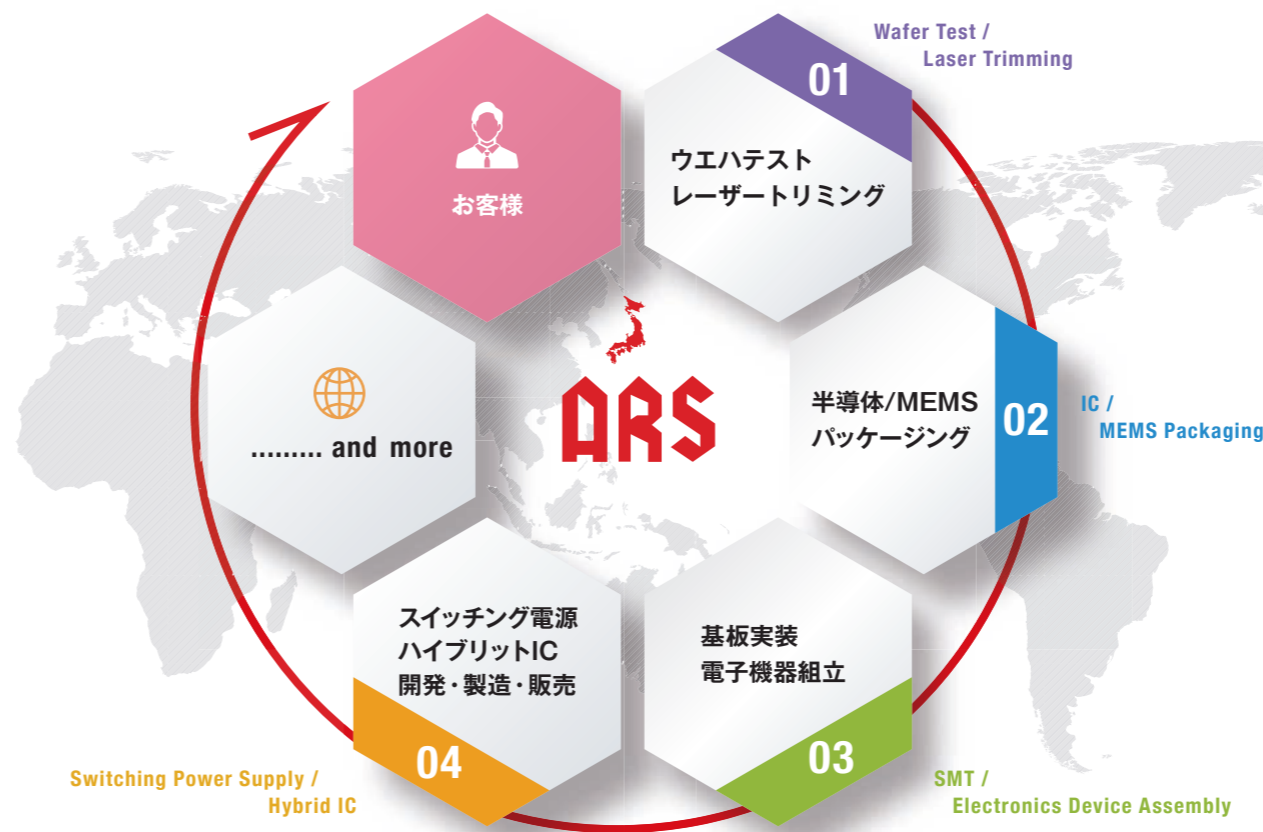 お客様
01
Wafer Test /
Laser Trimming
ウエハテスト
レーザートリミング
02
IC /
MEMS Packaging
半導体/MEMS
パッケージング
03
SMT /
Electronics Device Assembly
基板実装
電子機器組立
04
Switching Power Supply /
Hybrid IC
スイッチング電源
ハイブリットIC
開発・製造・販売
......... and more
ARS